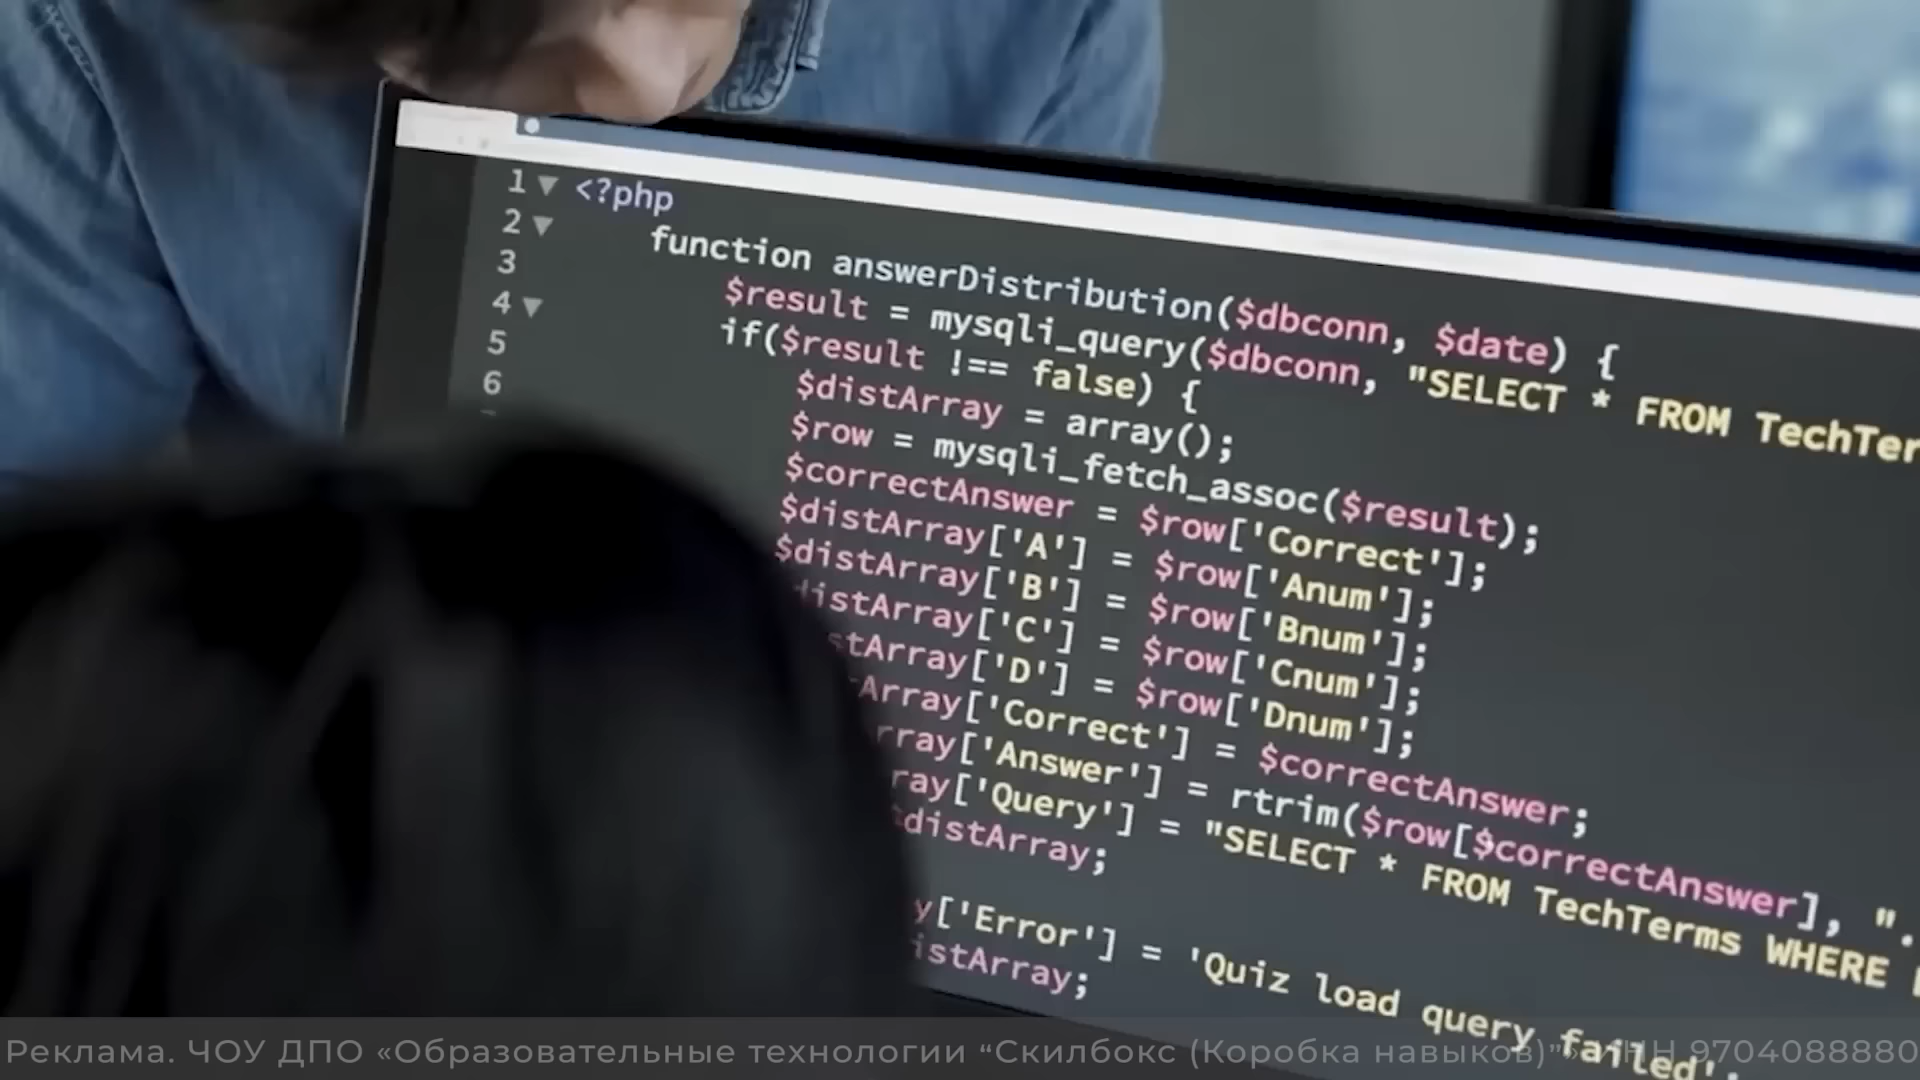 1 <?php
2 function answerDistribution($dbconn, $date) {
3 $result = mysqli_query($dbconn, "SELECT * FROM
4 if($result !== false) {
5 $distArray = array();
6 $row = mysqli_fetch_assoc($result);
$correctAnswer = $row['Correct'];
$distArray['A'] = $row['Anum'];
$distArray['B'] = $row['Bnum'];
istArray['C'] = $row['Cnum'];
stArray['D'] = $row['Dnum'];
Array['Correct'] = $correctAnswer;
rray['Answer'] = rtrim($row[$correctAnswer], ".
ray['Query'] = "SELECT * FROM TechTerms WHERE
$distArray;
y['Error'] = 'Quiz load query failed';
istArray;
Реклама. ЧОУ ДПО «Образовательные технологии “Скилбокс (Коробка навыков)”» ИНН 9704088880